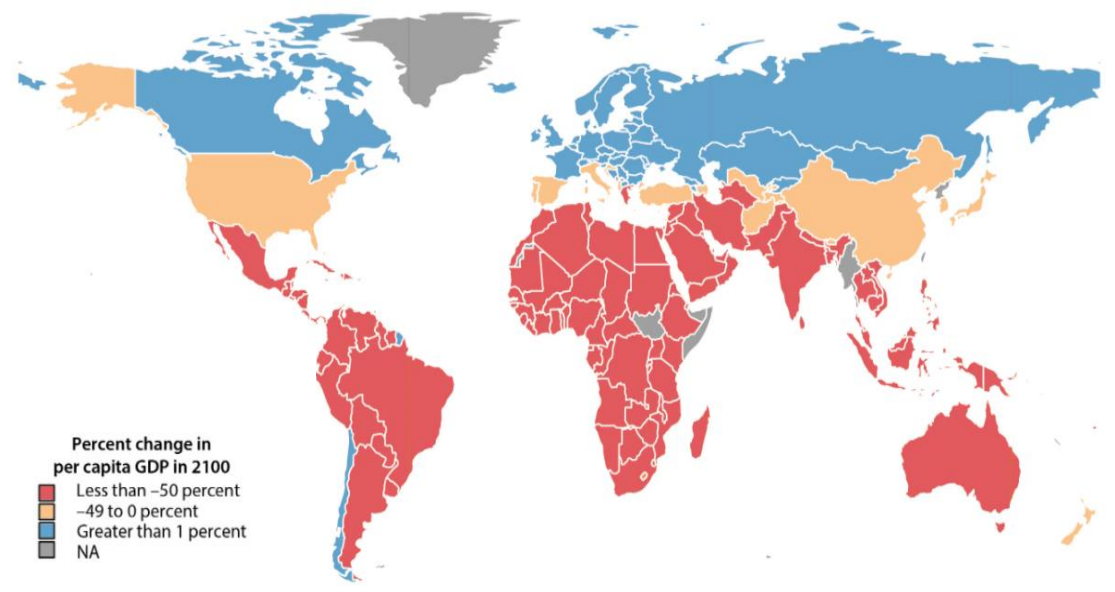 Percent change in
per capita GDP in 2100
Less than –50 percent
–49 to 0 percent
Greater than 1 percent
NA